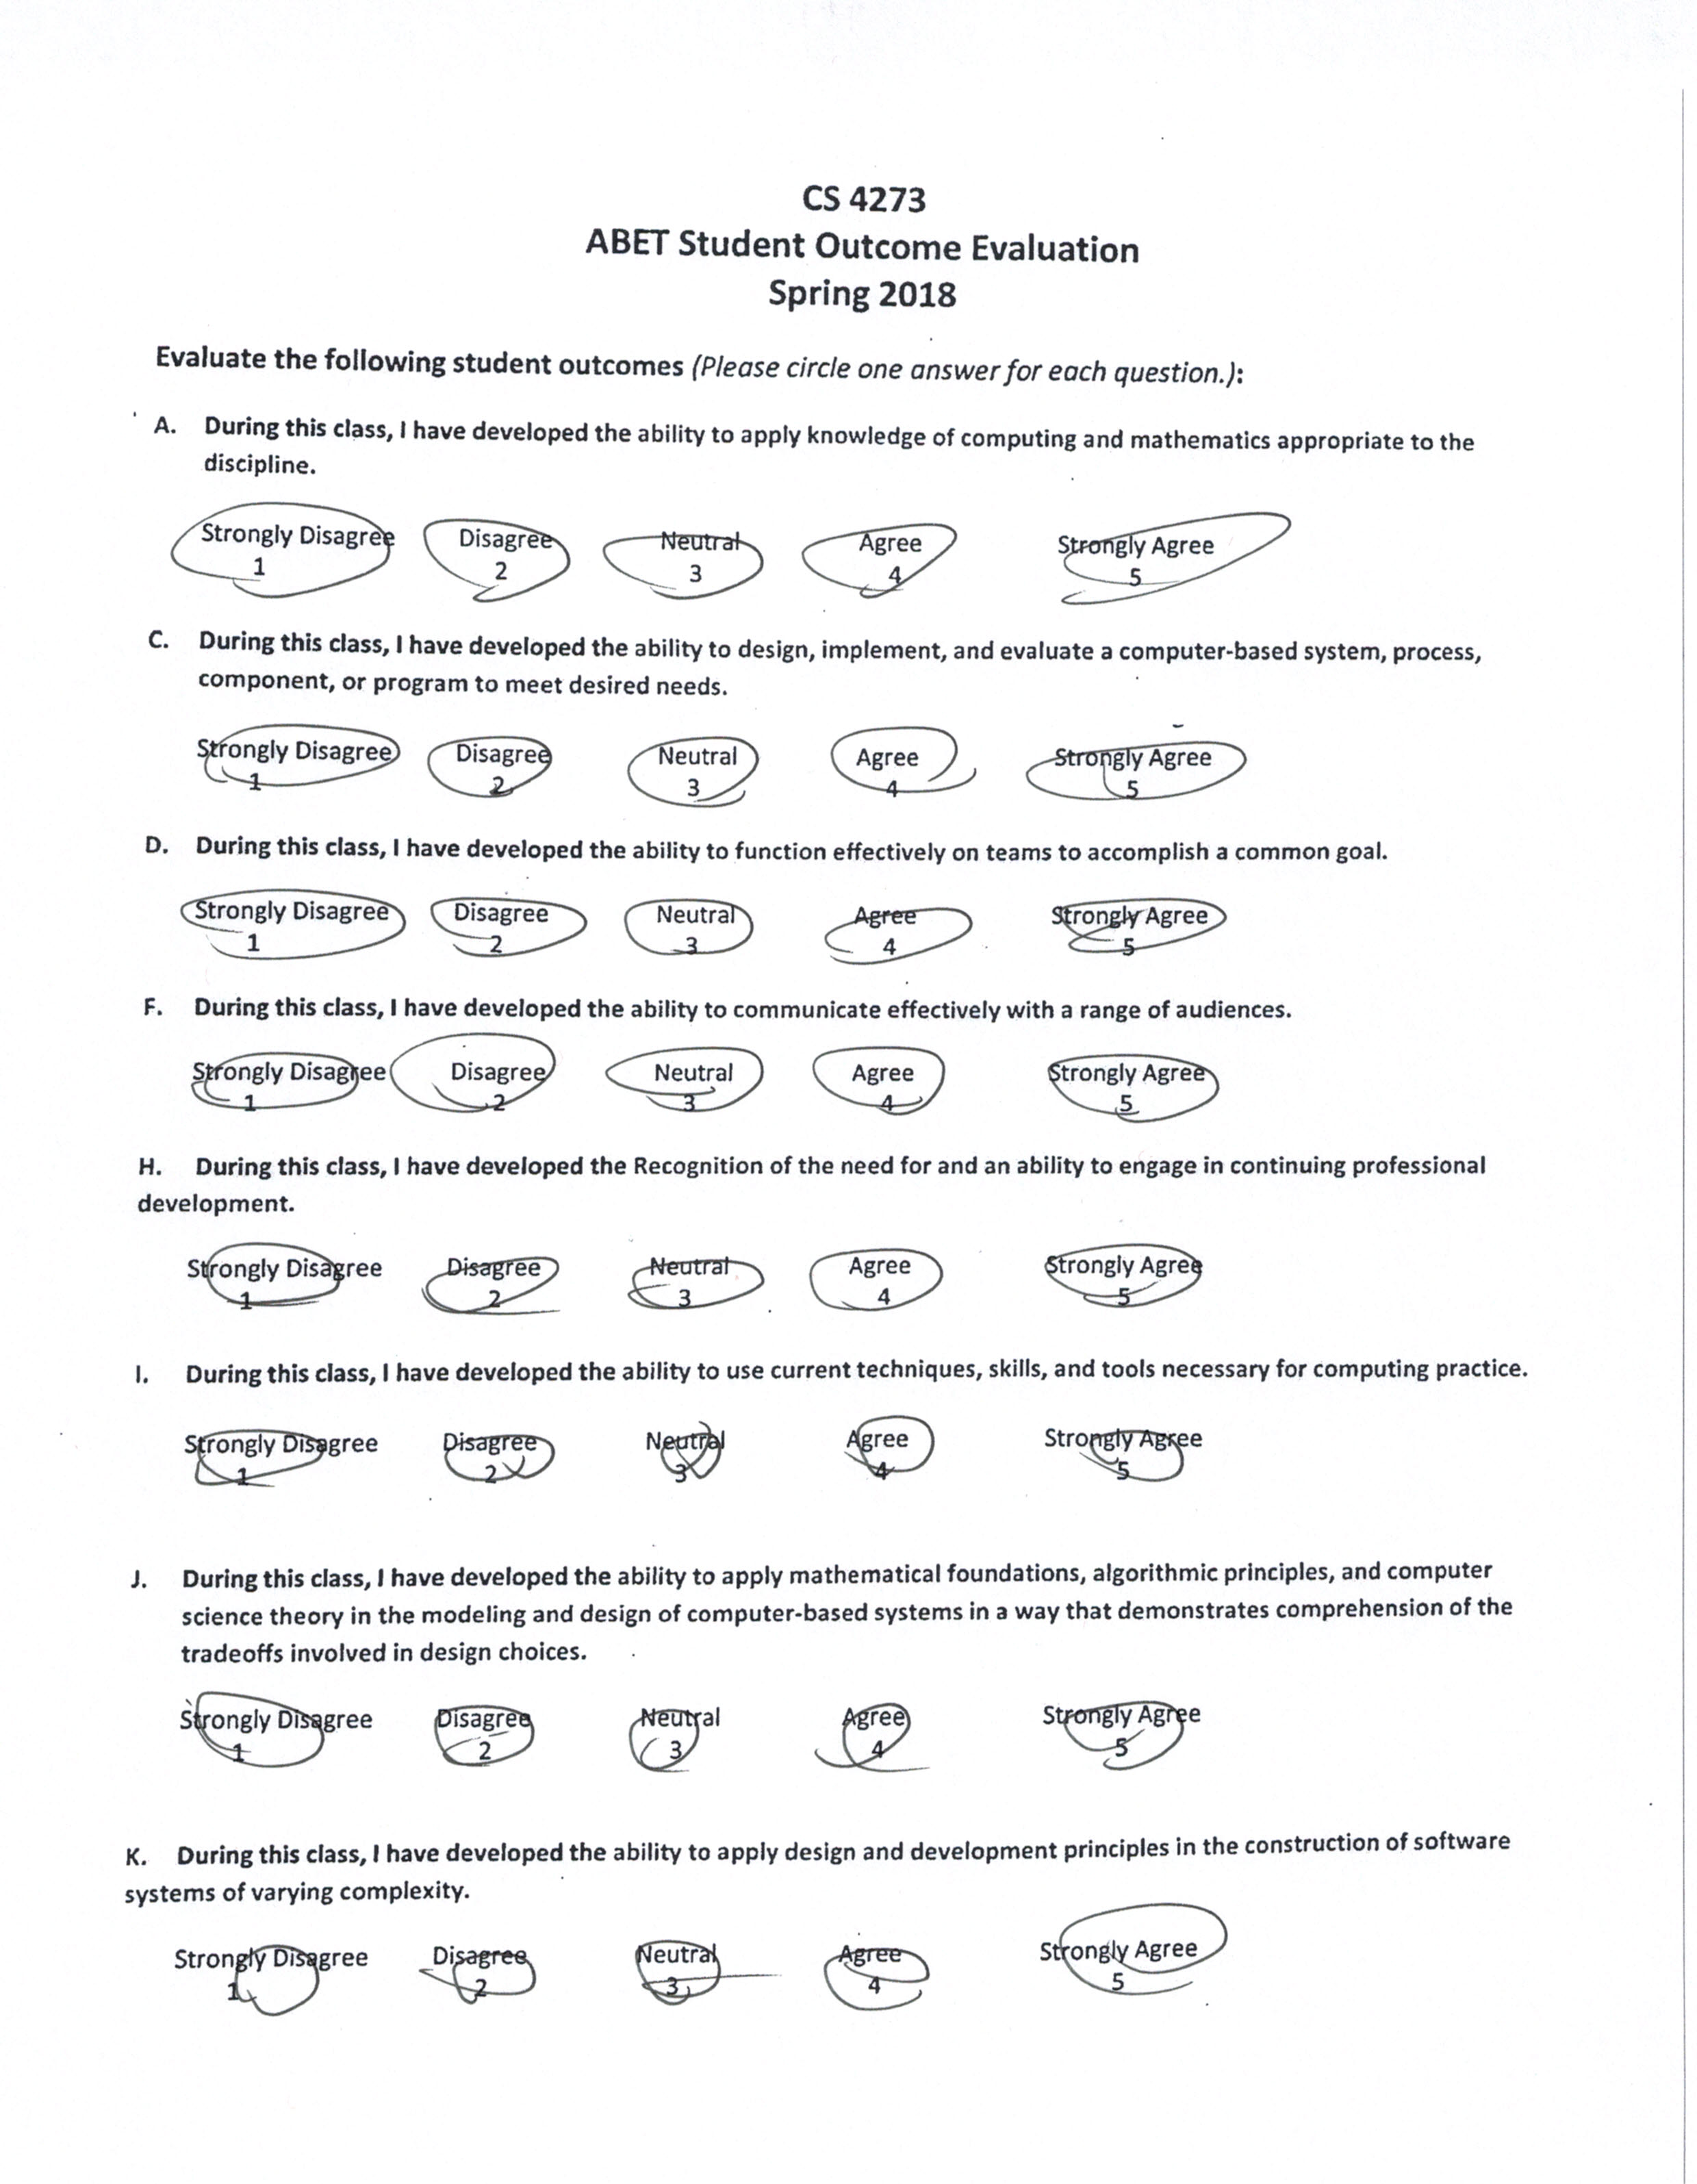 CS 4273
ABET Student Outcome Evaluation
Spring 2018
Evaluate the following student outcomes (Please circle one answer for each question.):
A. During this class, I have developed the ability to apply knowledge of computing and mathematics appropriate to the
discipline.
Strongly Disagree Disagree Neutral Agree Strongly Agree
1 2 3 4 5
C. During this class, I have developed the ability to design, implement, and evaluate a computer-based system, process,
component, or program to meet desired needs.
Strongly Disagree Disagree Neutral Agree Strongly Agree
1 2 3 4 5
D. During this class, I have developed the ability to function effectively on teams to accomplish a common goal.
Strongly Disagree Disagree Neutral Agree Strongly Agree
1 2 3 4 5
F. During this class, I have developed the ability to communicate effectively with a range of audiences.
Strongly Disagree Disagree Neutral Agree Strongly Agree
1 2 3 4 5
H. During this class, I have developed the Recognition of the need for and an ability to engage in continuing professional
development.
Strongly Disagree Disagree Neutral Agree Strongly Agree
1 2 3 4 5
I. During this class, I have developed the ability to use current techniques, skills, and tools necessary for computing practice.
Strongly Disagree Disagree Neutral Agree Strongly Agree
1 2 3 4 5
J. During this class, I have developed the ability to apply mathematical foundations, algorithmic principles, and computer
science theory in the modeling and design of computer-based systems in a way that demonstrates comprehension of the
tradeoffs involved in design choices.
Strongly Disagree Disagree Neutral Agree Strongly Agree
1 2 3 4 5
K. During this class, I have developed the ability to apply design and development principles in the construction of software
systems of varying complexity.
Strongly Disagree Disagree Neutral Agree Strongly Agree
1 2 3 4 5